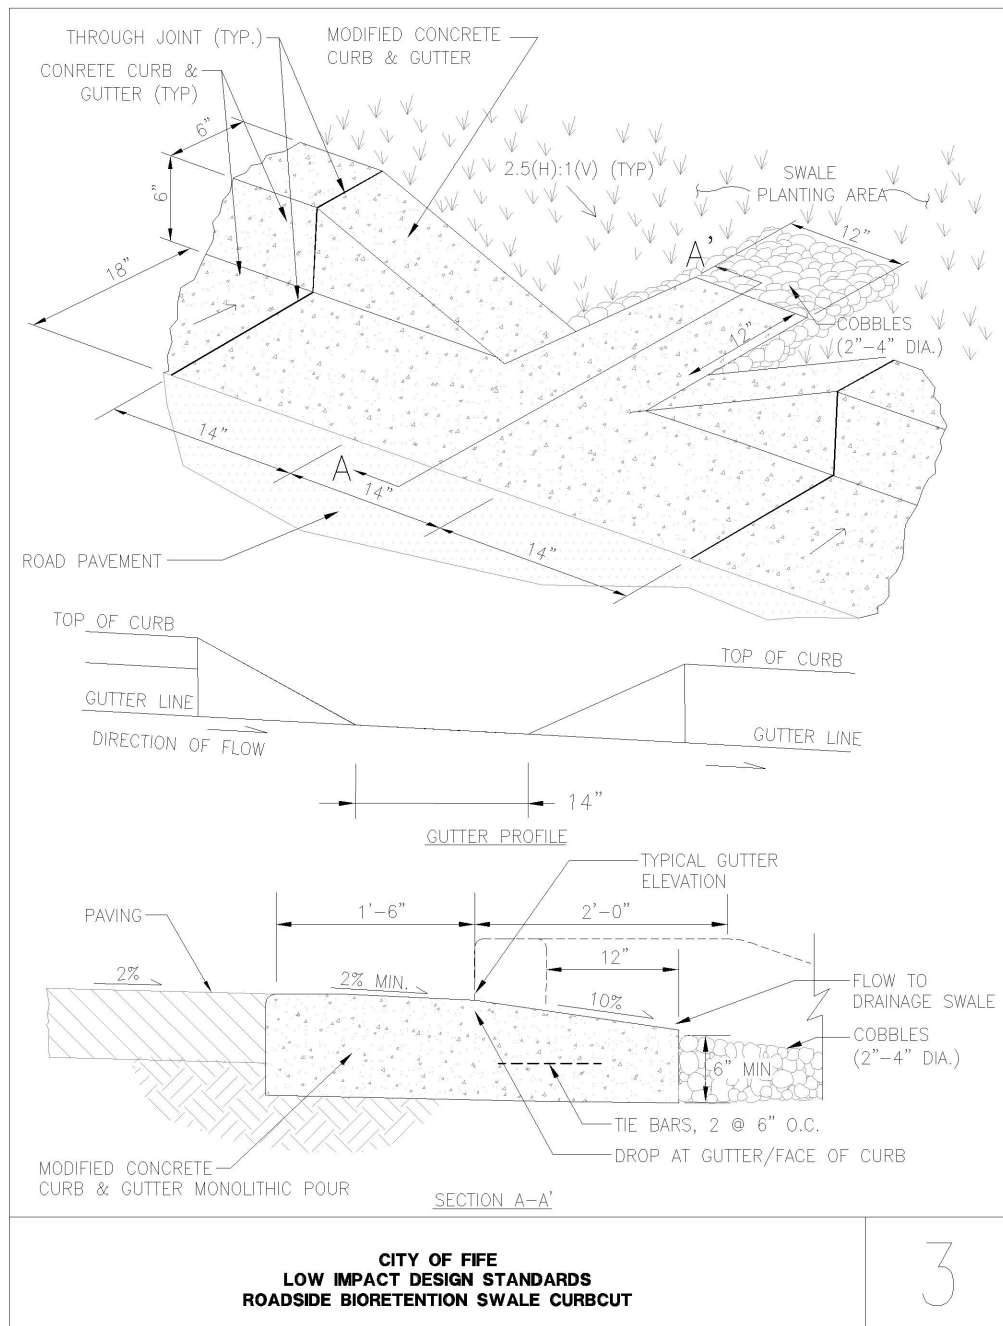 THROUGH JOINT (TYP.)
MODIFIED CONCRETE
CURB & GUTTER
CONRETE CURB &
GUTTER (TYP)
6"
6"
18"
2.5(H):1(V) (TYP)
SWALE
PLANTING AREA
12"
A'
12"
COBBLES
(2"-4" DIA.)
14"
A
14"
14"
ROAD PAVEMENT
TOP OF CURB
TOP OF CURB
GUTTER LINE
DIRECTION OF FLOW
GUTTER LINE
14"
GUTTER PROFILE
TYPICAL GUTTER
ELEVATION
PAVING
1'-6"
2'-0"
2%
2% MIN.
12"
10%
FLOW TO
DRAINAGE SWALE
COBBLES
(2"-4" DIA.)
6" MIN
TIE BARS, 2 @ 6" O.C.
DROP AT GUTTER/FACE OF CURB
MODIFIED CONCRETE
CURB & GUTTER MONOLITHIC POUR
SECTION A-A'
CITY OF FIFE
LOW IMPACT DESIGN STANDARDS
ROADSIDE BIORETENTION SWALE CURBCUT
3